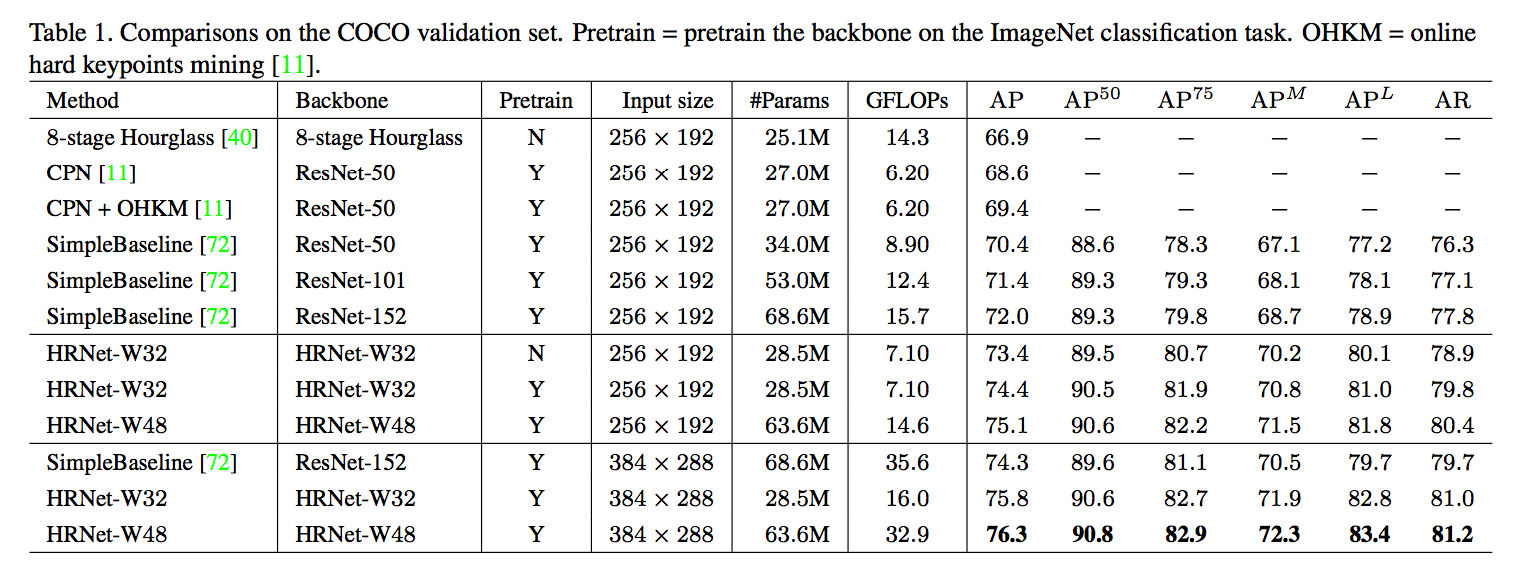 Table 1. Comparisons on the COCO validation set. Pretrain = pretrain the backbone on the ImageNet classification task. OHKM = online
hard keypoints mining [11].
Method Backbone Pretrain Input size #Params GFLOPs AP AP^50 AP^75 AP^M AP^L AR
8-stage Hourglass [40] 8-stage Hourglass N 256 × 192 25.1M 14.3 66.9 – – – – –
CPN [11] ResNet-50 Y 256 × 192 27.0M 6.20 68.6 – – – – –
CPN + OHKM [11] ResNet-50 Y 256 × 192 27.0M 6.20 69.4 – – – – –
SimpleBaseline [72] ResNet-50 Y 256 × 192 34.0M 8.90 70.4 88.6 78.3 67.1 77.2 76.3
SimpleBaseline [72] ResNet-101 Y 256 × 192 53.0M 12.4 71.4 89.3 79.3 68.1 78.1 77.1
SimpleBaseline [72] ResNet-152 Y 256 × 192 68.6M 15.7 72.0 89.3 79.8 68.7 78.9 77.8
HRNet-W32 HRNet-W32 N 256 × 192 28.5M 7.10 73.4 89.5 80.7 70.2 80.1 78.9
HRNet-W32 HRNet-W32 Y 256 × 192 28.5M 7.10 74.4 90.5 81.9 70.8 81.0 79.8
HRNet-W48 HRNet-W48 Y 256 × 192 63.6M 14.6 75.1 90.6 82.2 71.5 81.8 80.4
SimpleBaseline [72] ResNet-152 Y 384 × 288 68.6M 35.6 74.3 89.6 81.1 70.5 79.7 79.7
HRNet-W32 HRNet-W32 Y 384 × 288 28.5M 16.0 75.8 90.6 82.7 71.9 82.8 81.0
HRNet-W48 HRNet-W48 Y 384 × 288 63.6M 32.9 76.3 90.8 82.9 72.3 83.4 81.2